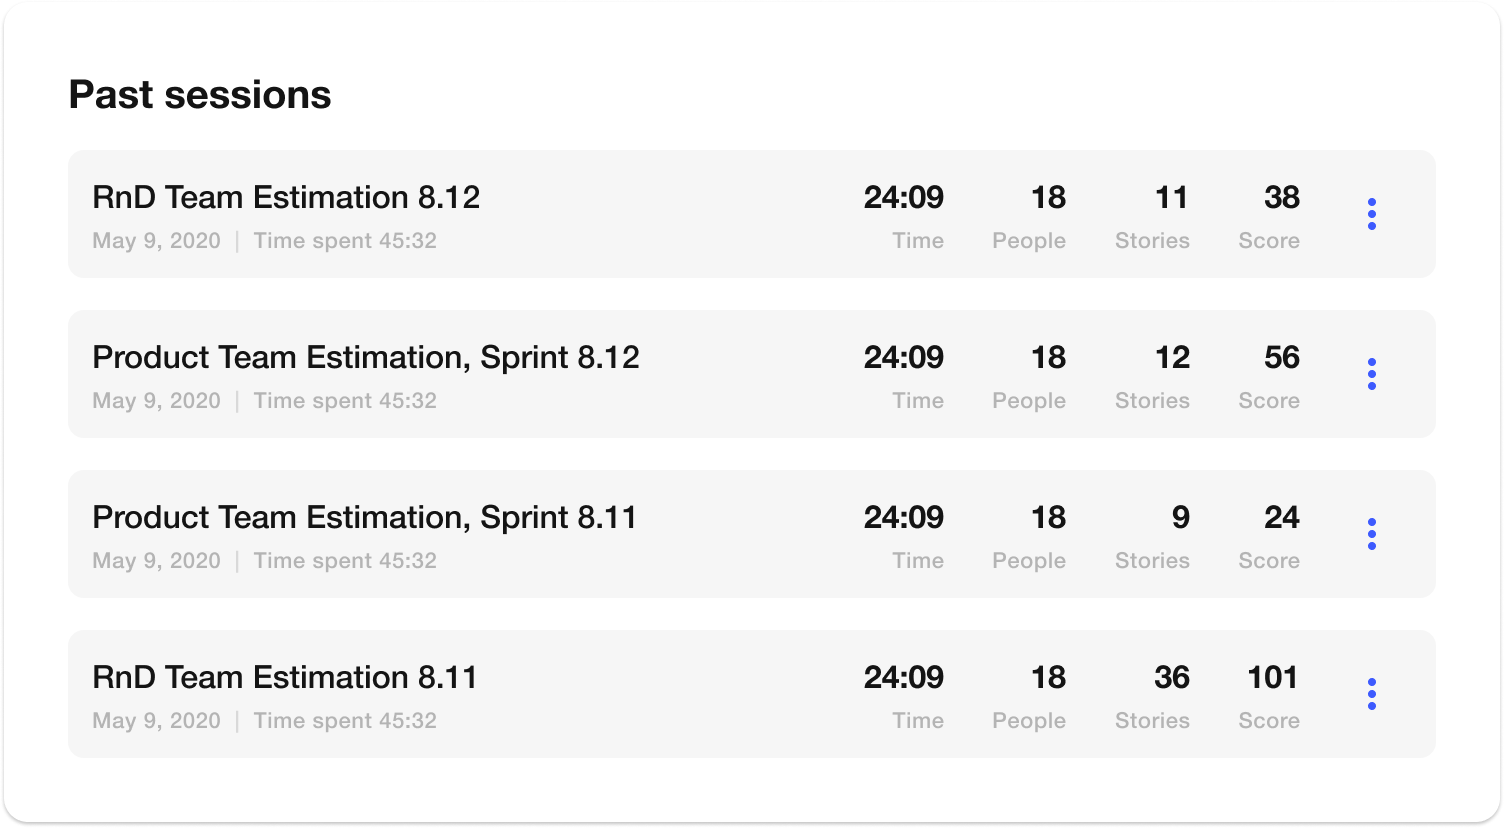 Past sessions
RnD Team Estimation 8.12
May 9, 2020 | Time spent 45:32
24:09 18 11 38
Time People Stories Score
Product Team Estimation, Sprint 8.12
May 9, 2020 | Time spent 45:32
24:09 18 12 56
Time People Stories Score
Product Team Estimation, Sprint 8.11
May 9, 2020 | Time spent 45:32
24:09 18 9 24
Time People Stories Score
RnD Team Estimation 8.11
May 9, 2020 | Time spent 45:32
24:09 18 36 101
Time People Stories Score